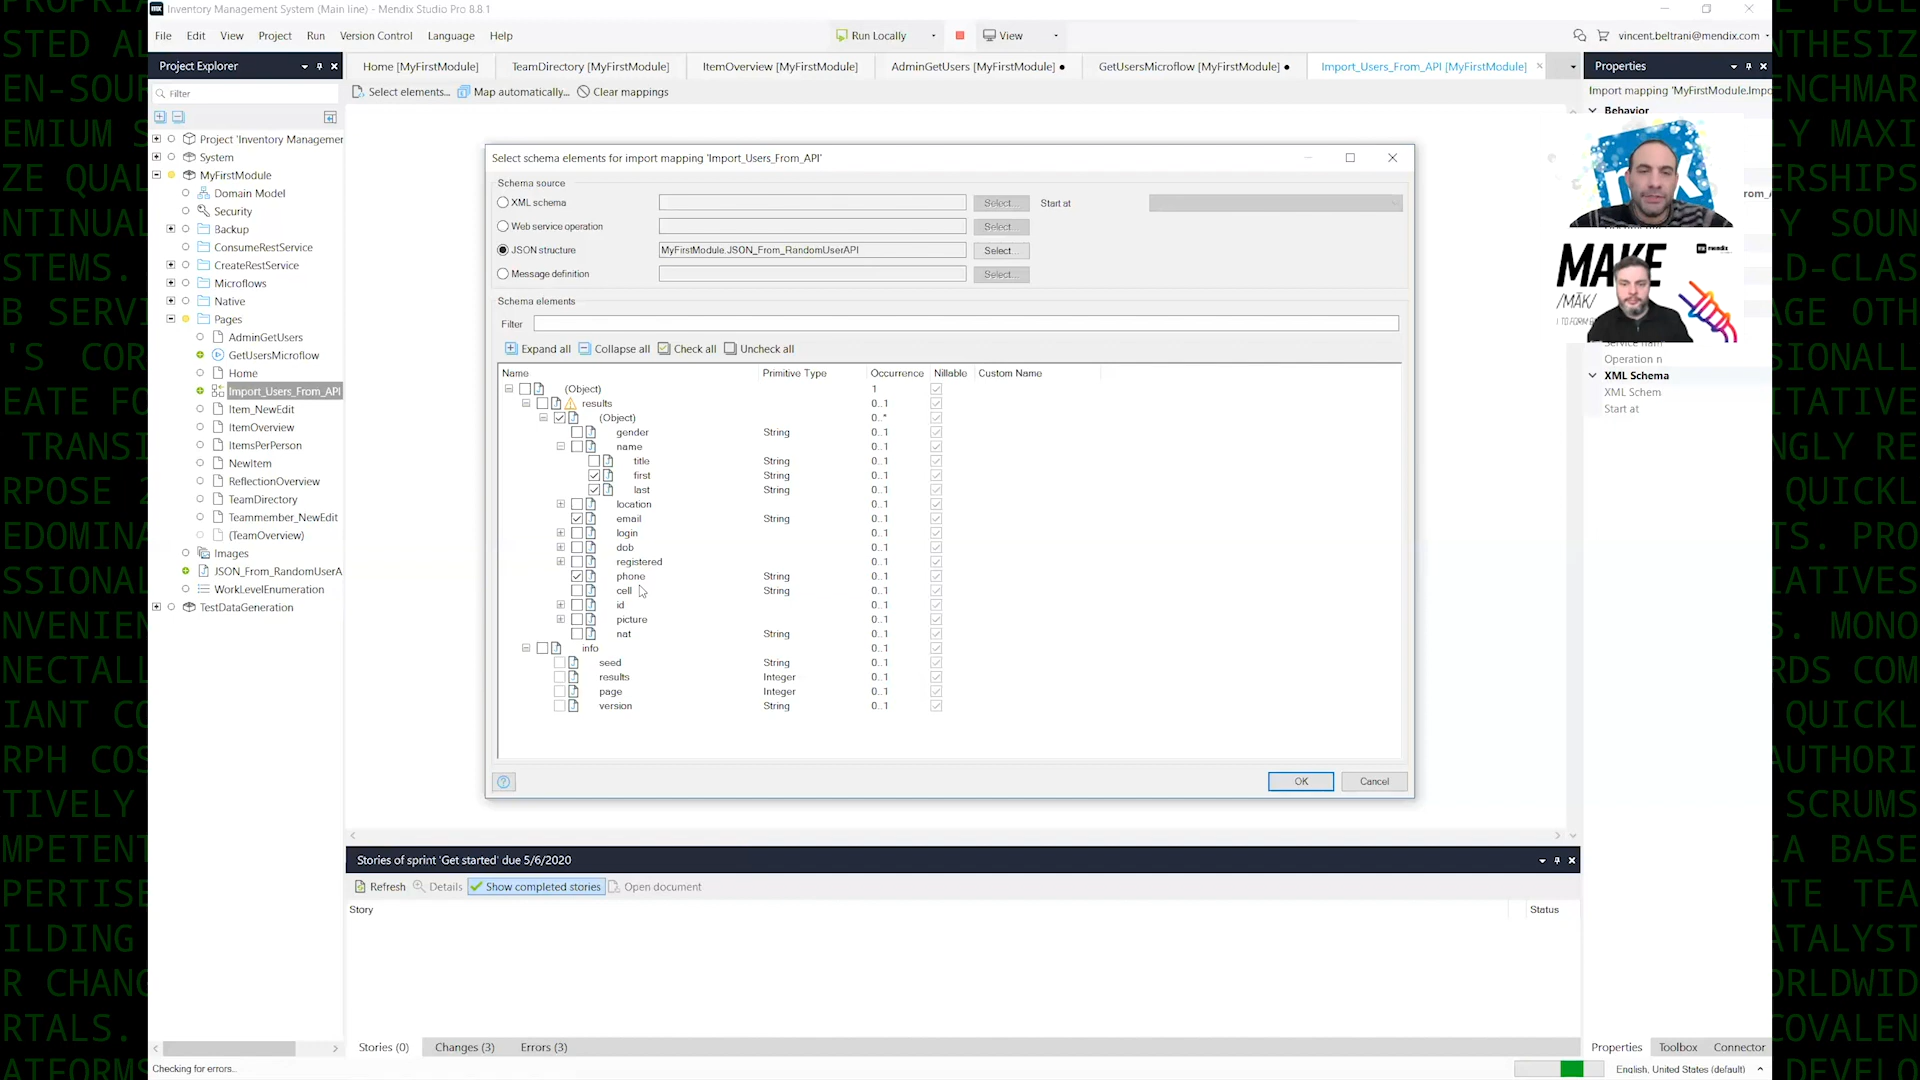 Inventory Management System (Main line) - Mendix Studio Pro 8.8.1
File Edit View Project Run Version Control Language Help
Run Locally
View
vincent.beltrani@mendix.com
Project Explorer
Home [MyFirstModule]
TeamDirectory [MyFirstModule]
ItemOverview [MyFirstModule]
AdminGetUsers [MyFirstModule]
GetUsersMicroflow [MyFirstModule]
Import_Users_From_API [MyFirstModule]
Properties
Filter
Select elements...
Map automatically...
Clear mappings
Import mapping 'MyFirstModule.Impo
Behavior
Project 'Inventory Managemer
System
MyFirstModule
Domain Model
Security
Backup
ConsumeRestService
CreateRestService
Microflows
Native
Pages
AdminGetUsers
GetUsersMicroflow
Home
Import_Users_From_API
Item_NewEdit
ItemOverview
ItemsPerPerson
NewItem
ReflectionOverview
TeamDirectory
Teammember_NewEdit
(TeamOverview)
Images
JSON_From_RandomUserA
WorkLevelEnumeration
TestDataGeneration
Select schema elements for import mapping 'Import_Users_From_API'
Schema source
XML schema Select... Start at
Web service operation Select...
JSON structure MyFirstModule.JSON_From_RandomUserAPI Select...
Message definition Select...
Schema elements
Filter
Expand all Collapse all Check all Uncheck all
Name Primitive Type Occurrence Nillable Custom Name
(Object) 1
results 0..1
(Object) 0..*
gender String 0..1
name 0..1
title String 0..1
first String 0..1
last String 0..1
location 0..1
email String 0..1
login 0..1
dob 0..1
registered 0..1
phone String 0..1
cell String 0..1
id 0..1
picture 0..1
nat String 0..1
info 0..1
seed String 0..1
results Integer 0..1
page Integer 0..1
version String 0..1
OK Cancel
MAKE
/MĀK/
mendix
Operation n
XML Schema
XML Schem
Start at
Stories of sprint 'Get started' due 5/6/2020
Refresh Details Show completed stories Open document
Story Status
Stories (0) Changes (3) Errors (3)
Properties Toolbox Connector
Checking for errors...
English, United States (default)